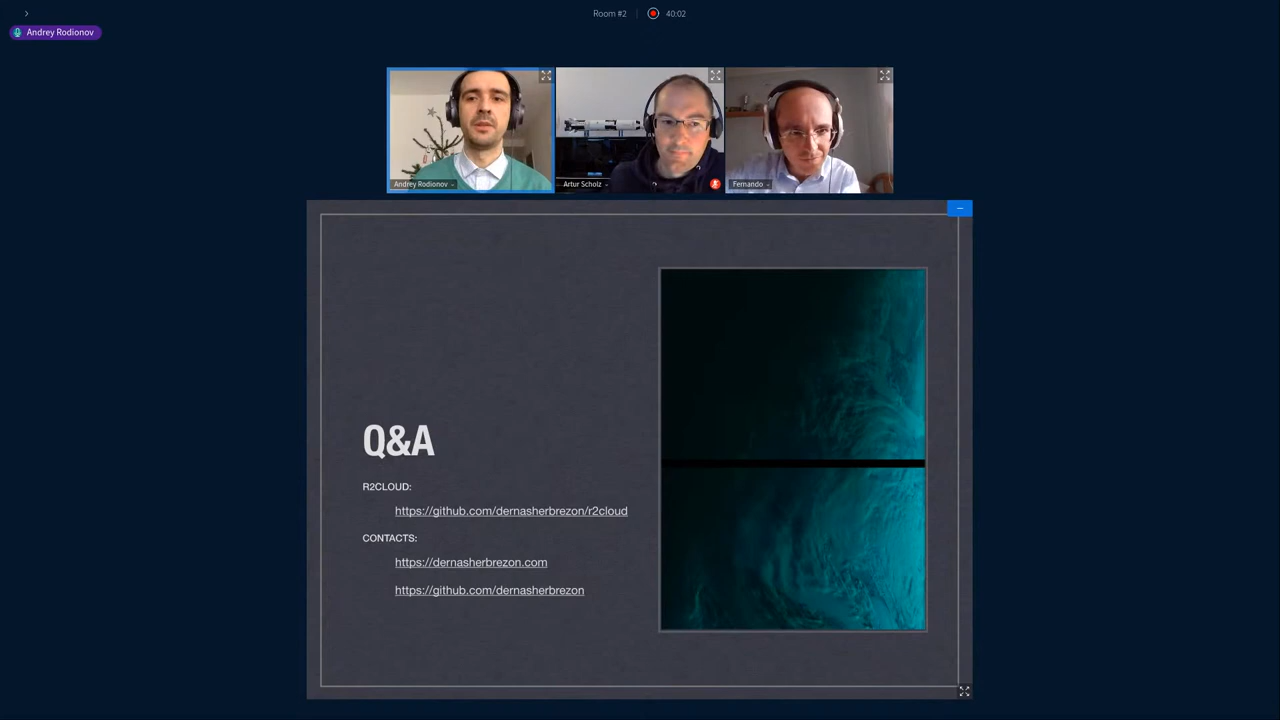 Room #2
40:02
Andrey Rodionov
Andrey Rodionov
Artur Scholz
Fernando
Q&A
R2CLOUD:
https://github.com/dernasherbrezon/r2cloud
CONTACTS:
https://dernasherbrezon.com
https://github.com/dernasherbrezon